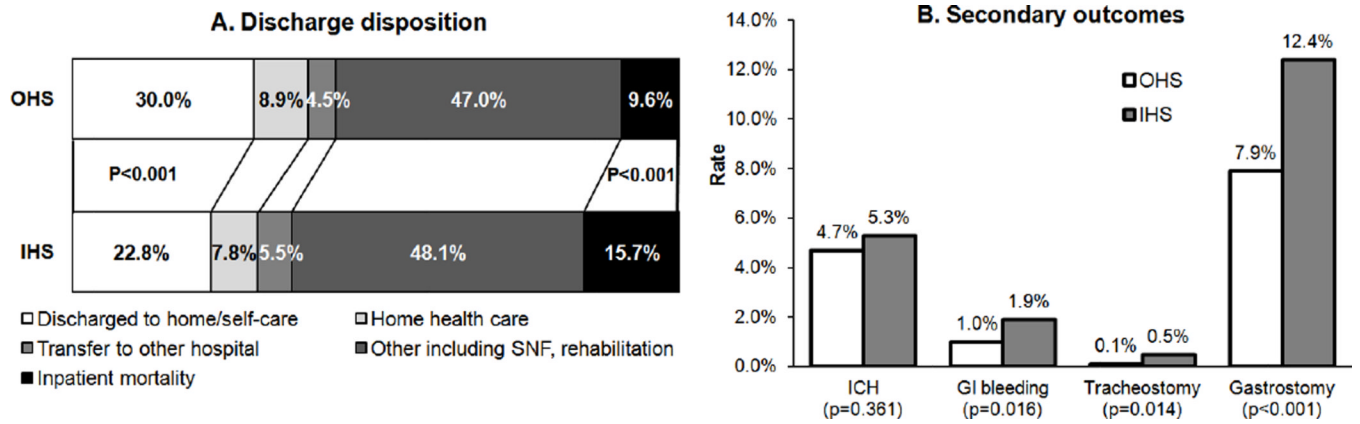 A. Discharge disposition
OHS
30.0%
8.9%
4.5%
47.0%
9.6%
P<0.001
P<0.001
IHS
22.8%
7.8%
5.5%
48.1%
15.7%
Discharged to home/self-care
Home health care
Transfer to other hospital
Other including SNF, rehabilitation
Inpatient mortality
B. Secondary outcomes
14.0%
12.0%
10.0%
8.0%
6.0%
4.0%
2.0%
0.0%
Rate
OHS
IHS
4.7%
5.3%
1.0%
1.9%
0.1%
0.5%
7.9%
12.4%
ICH
(p=0.361)
GI bleeding
(p=0.016)
Tracheostomy
(p=0.014)
Gastrostomy
(p<0.001)